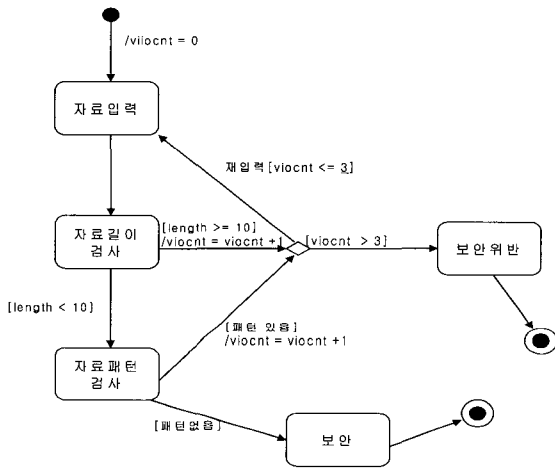 /viiocnt = 0
자료입력
재입력[viocnt <= 3]
자료길이
검사
[length >= 10]
/viocnt = viocnt +1
[viocnt > 3]
보안위반
[length < 10]
[패턴 있음]
/viocnt = viocnt +1
자료패턴
검사
[패턴없음]
보안